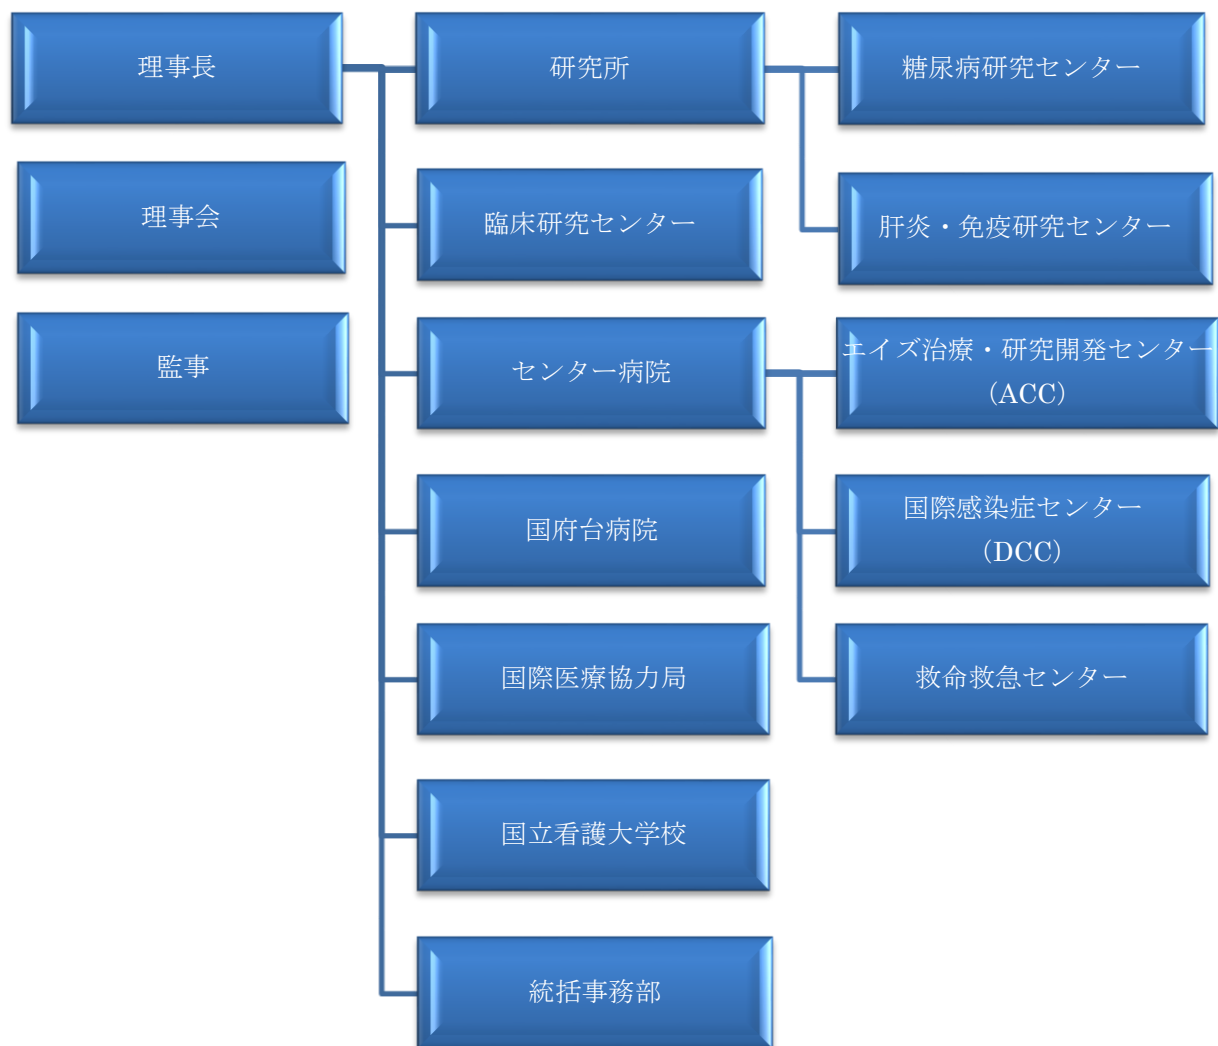 理事長
理事会
監事
研究所
臨床研究センター
センター病院
国府台病院
国際医療協力局
国立看護大学校
統括事務部
糖尿病研究センター
肝炎・免疫研究センター
エイズ治療・研究開発センター
（ACC）
国際感染症センター
（DCC）
救命救急センター